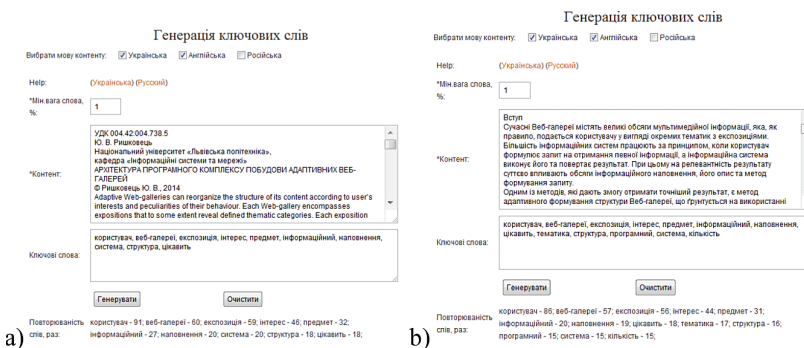 Генерація ключових слів
Вибрати мову контенту: Українська Англійська Російська
Help: (Українська) (Русский)
*Мін.вага слова, %: 1
*Контент:
УДК 004.42:004.738.5
Ю. В. Ришковець
Національний університет «Львівська політехніка»,
кафедра «Інформаційні системи та мережі»
АРХІТЕКТУРА ПРОГРАМНОГО КОМПЛЕКСУ ПОБУДОВИ АДАПТИВНИХ ВЕБ-
ГАЛЕРЕЙ
© Ришковець Ю. В., 2014
Adaptive Web-galleries can reorganize the structure of its content according to user's
interests and peculiarities of their behaviour. Each Web-gallery encompasses
expositions that to some extent reveal defined thematic categories. Each exposition
Ключові слова:
користувач, веб-галереї, експозиція, інтерес, предмет, інформаційний, наповнення,
система, структура, цікавить
Генерувати Очистити
Повторюваність слів, раз:
користувач - 91; веб-галереї - 60; експозиція - 59; інтерес - 46; предмет - 32;
інформаційний - 27; наповнення - 20; система - 20; структура - 18; цікавить - 18;
a)
Генерація ключових слів
Вибрати мову контенту: Українська Англійська Російська
Help: (Українська) (Русский)
*Мін.вага слова, %: 1
*Контент:
Вступ
Сучасні Веб-галереї містять великі обсяги мультимедійної інформації, яка, як
правило, подається користувачу у вигляді окремих тематик з експозиціями.
Більшість інформаційних систем працюють за принципом, коли користувач
формулює запит на отримання певної інформації, а інформаційна система
виконує його та повертає результат. При цьому на релевантність результату
суттєво впливають обсяги інформаційного наповнення, його опис та метод
формування запиту.
Одним із методів, які дають змогу отримати точніший результат, є метод
адаптивного формування структури Веб-галереї, що ґрунтується на використанні
Ключові слова:
користувач, веб-галереї, експозиція, інтерес, предмет, інформаційний, наповнення,
цікавить, тематика, структура, програмний, система, кількість
Генерувати Очистити
Повторюваність слів, раз:
користувач - 86; веб-галереї - 57; експозиція - 56; інтерес - 44; предмет - 31;
інформаційний - 20; наповнення - 19; цікавить - 18; тематика - 17; структура - 16;
програмний - 15; система - 15; кількість - 15;
b)